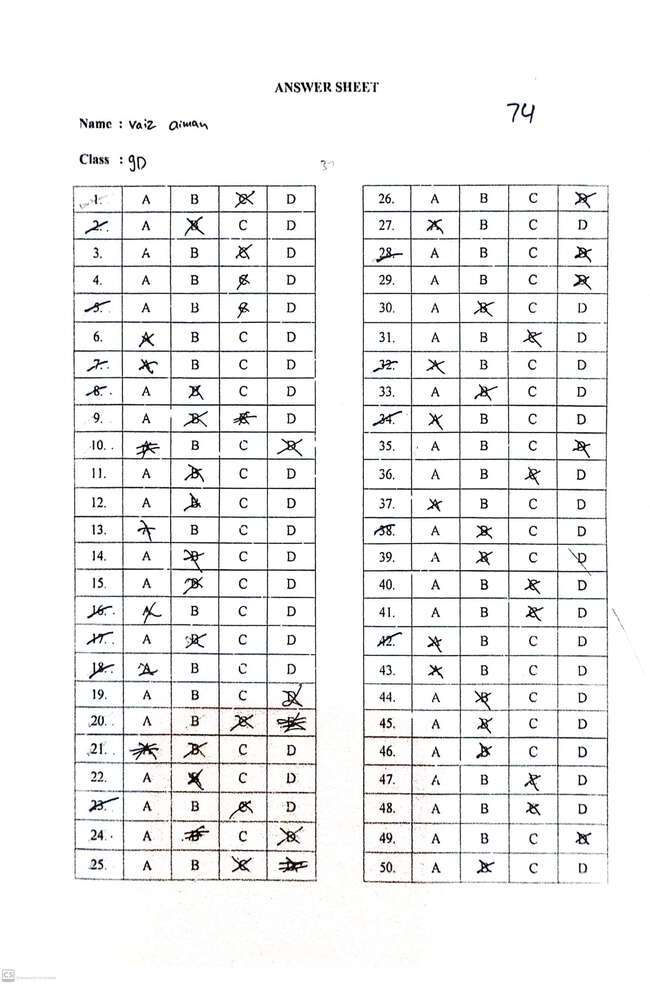 ANSWER SHEET
74
Name : Vaiz Aiman
Class : 9D
1. A B C D
2. A B C D
3. A B C D
4. A B C D
5. A B C D
6. A B C D
7. A B C D
8. A B C D
9. A B C D
10. A B C D
11. A B C D
12. A B C D
13. A B C D
14. A B C D
15. A B C D
16. A B C D
17. A B C D
18. A B C D
19. A B C D
20. A B C D
21. A B C D
22. A B C D
23. A B C D
24. A B C D
25. A B C D
26. A B C D
27. A B C D
28. A B C D
29. A B C D
30. A B C D
31. A B C D
32. A B C D
33. A B C D
34. A B C D
35. A B C D
36. A B C D
37. A B C D
38. A B C D
39. A B C D
40. A B C D
41. A B C D
42. A B C D
43. A B C D
44. A B C D
45. A B C D
46. A B C D
47. A B C D
48. A B C D
49. A B C D
50. A B C D
CS